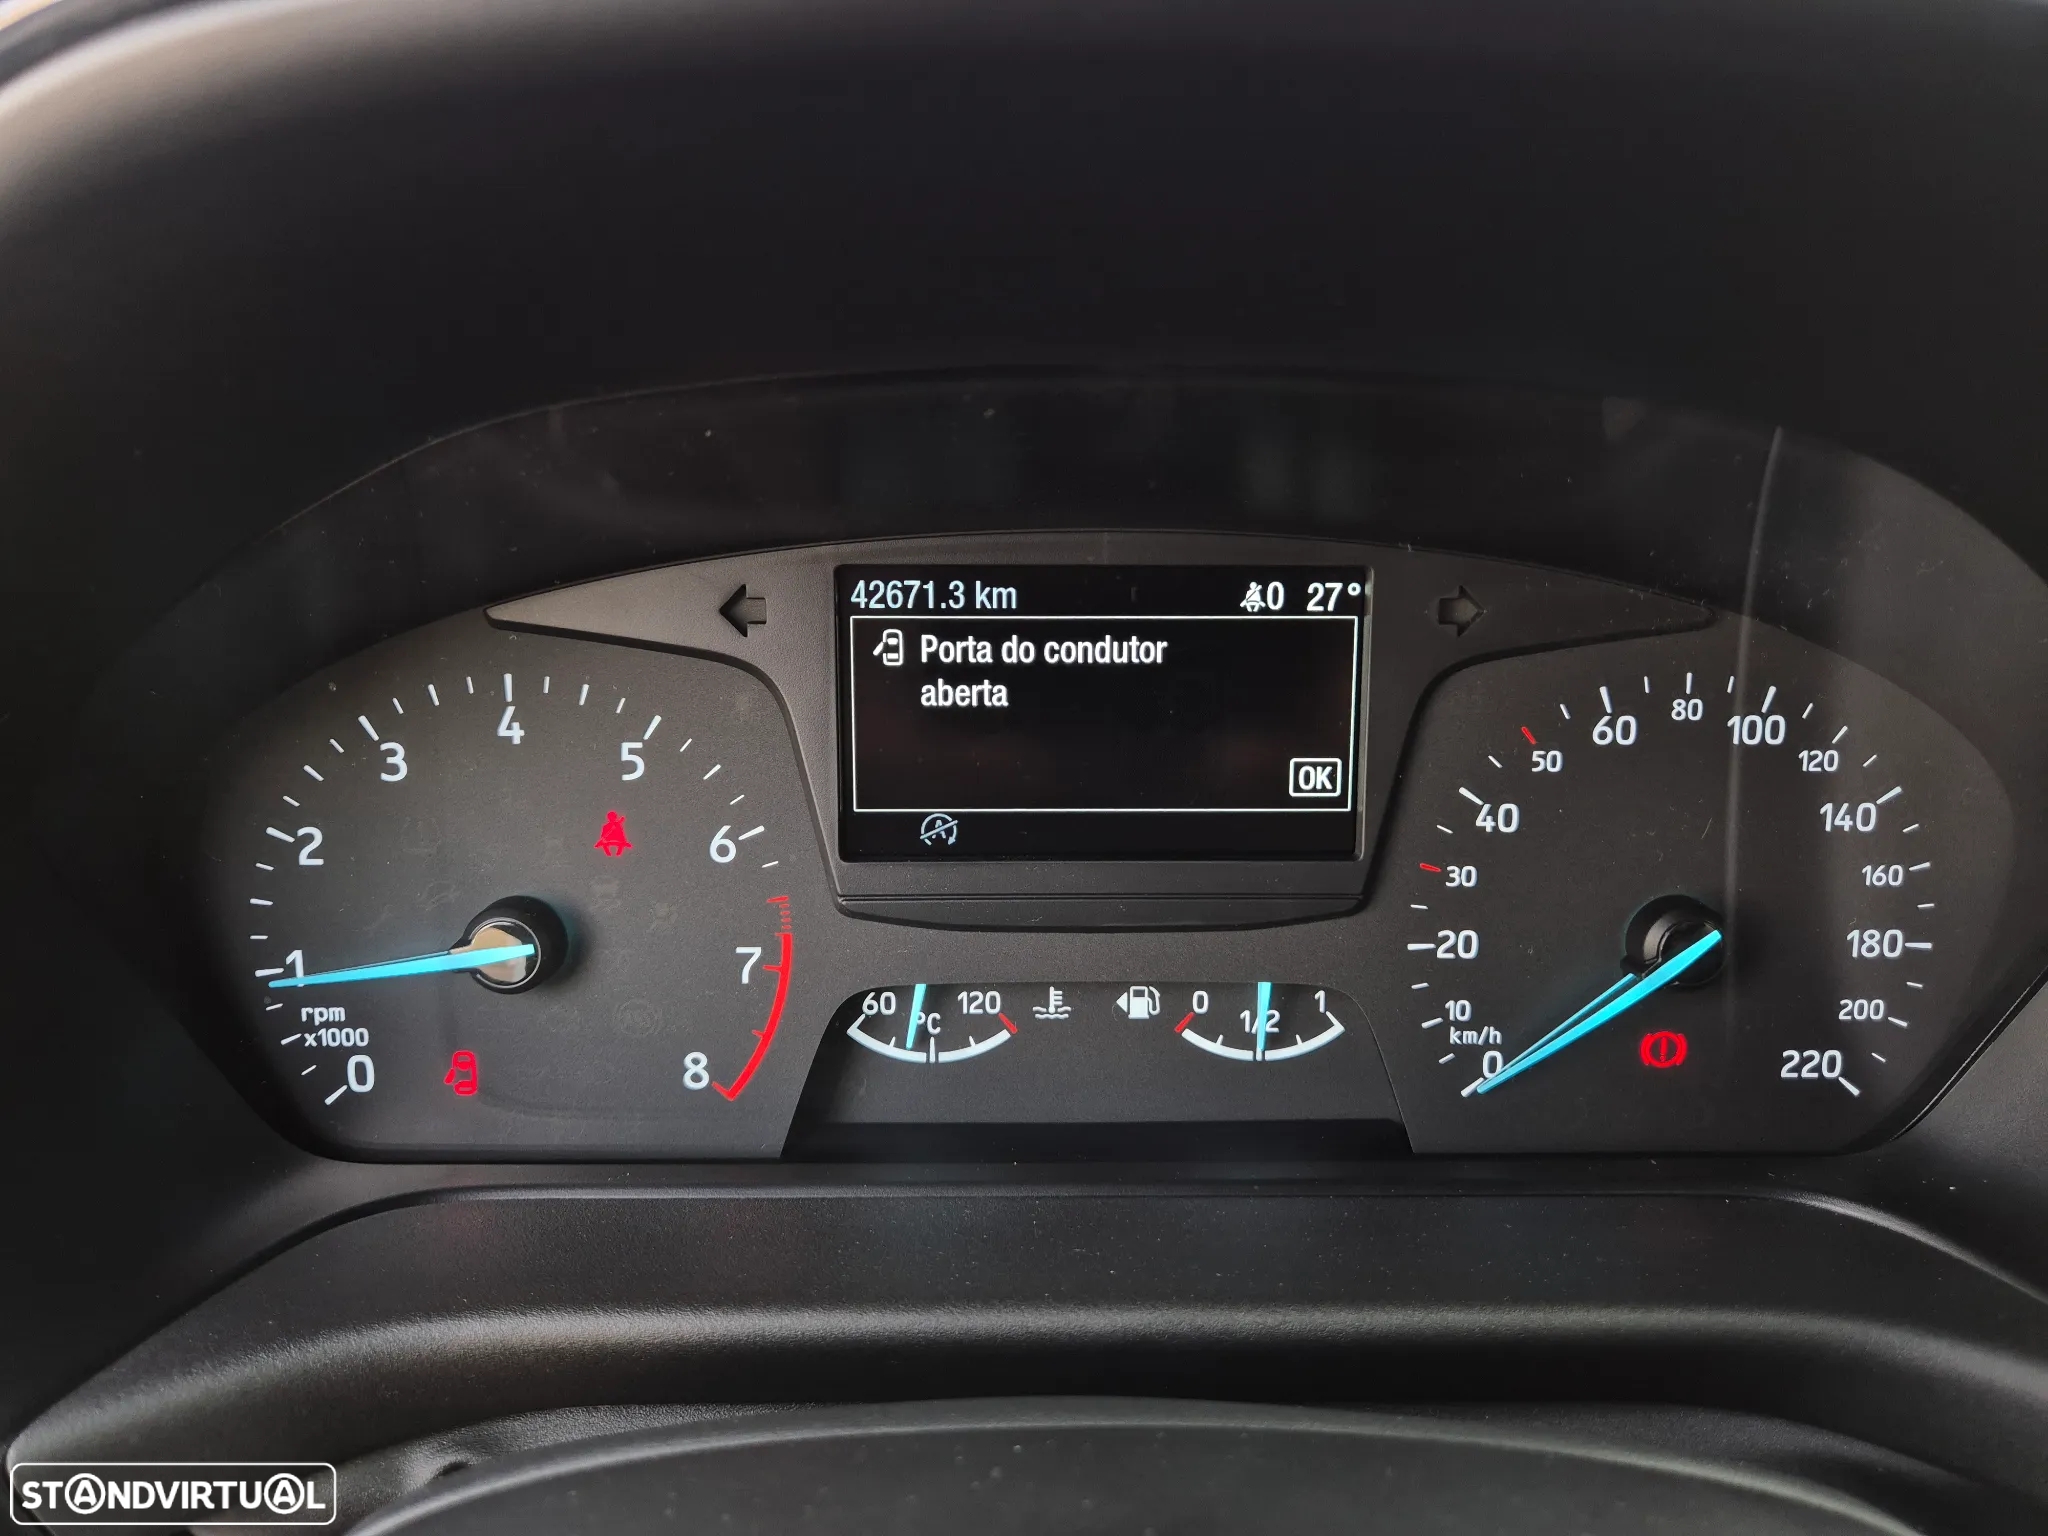 42671.3 km
0 27°
Porta do condutor
aberta
OK
0 1 2 3 4 5 6 7 8
rpm
x1000
60 °C 120
0 1/2 1
0 10 20 30 40 50 60 80 100 120 140 160 180 200 220
km/h
STANDVIRTUAL